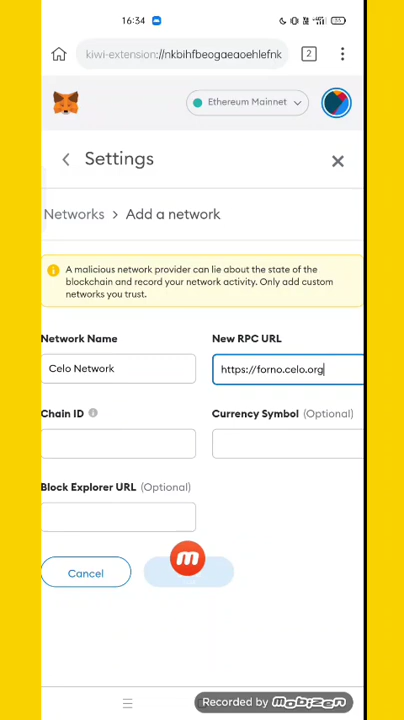 16:34
kiwi-extension://nkbihfbeogaeaoehlefnk
2
Ethereum Mainnet
Settings
Networks > Add a network
A malicious network provider can lie about the state of the
blockchain and record your network activity. Only add custom
networks you trust.
Network Name
New RPC URL
Celo Network
https://forno.celo.org
Chain ID
Currency Symbol (Optional)
Block Explorer URL (Optional)
Cancel
Recorded by MOBIZEN